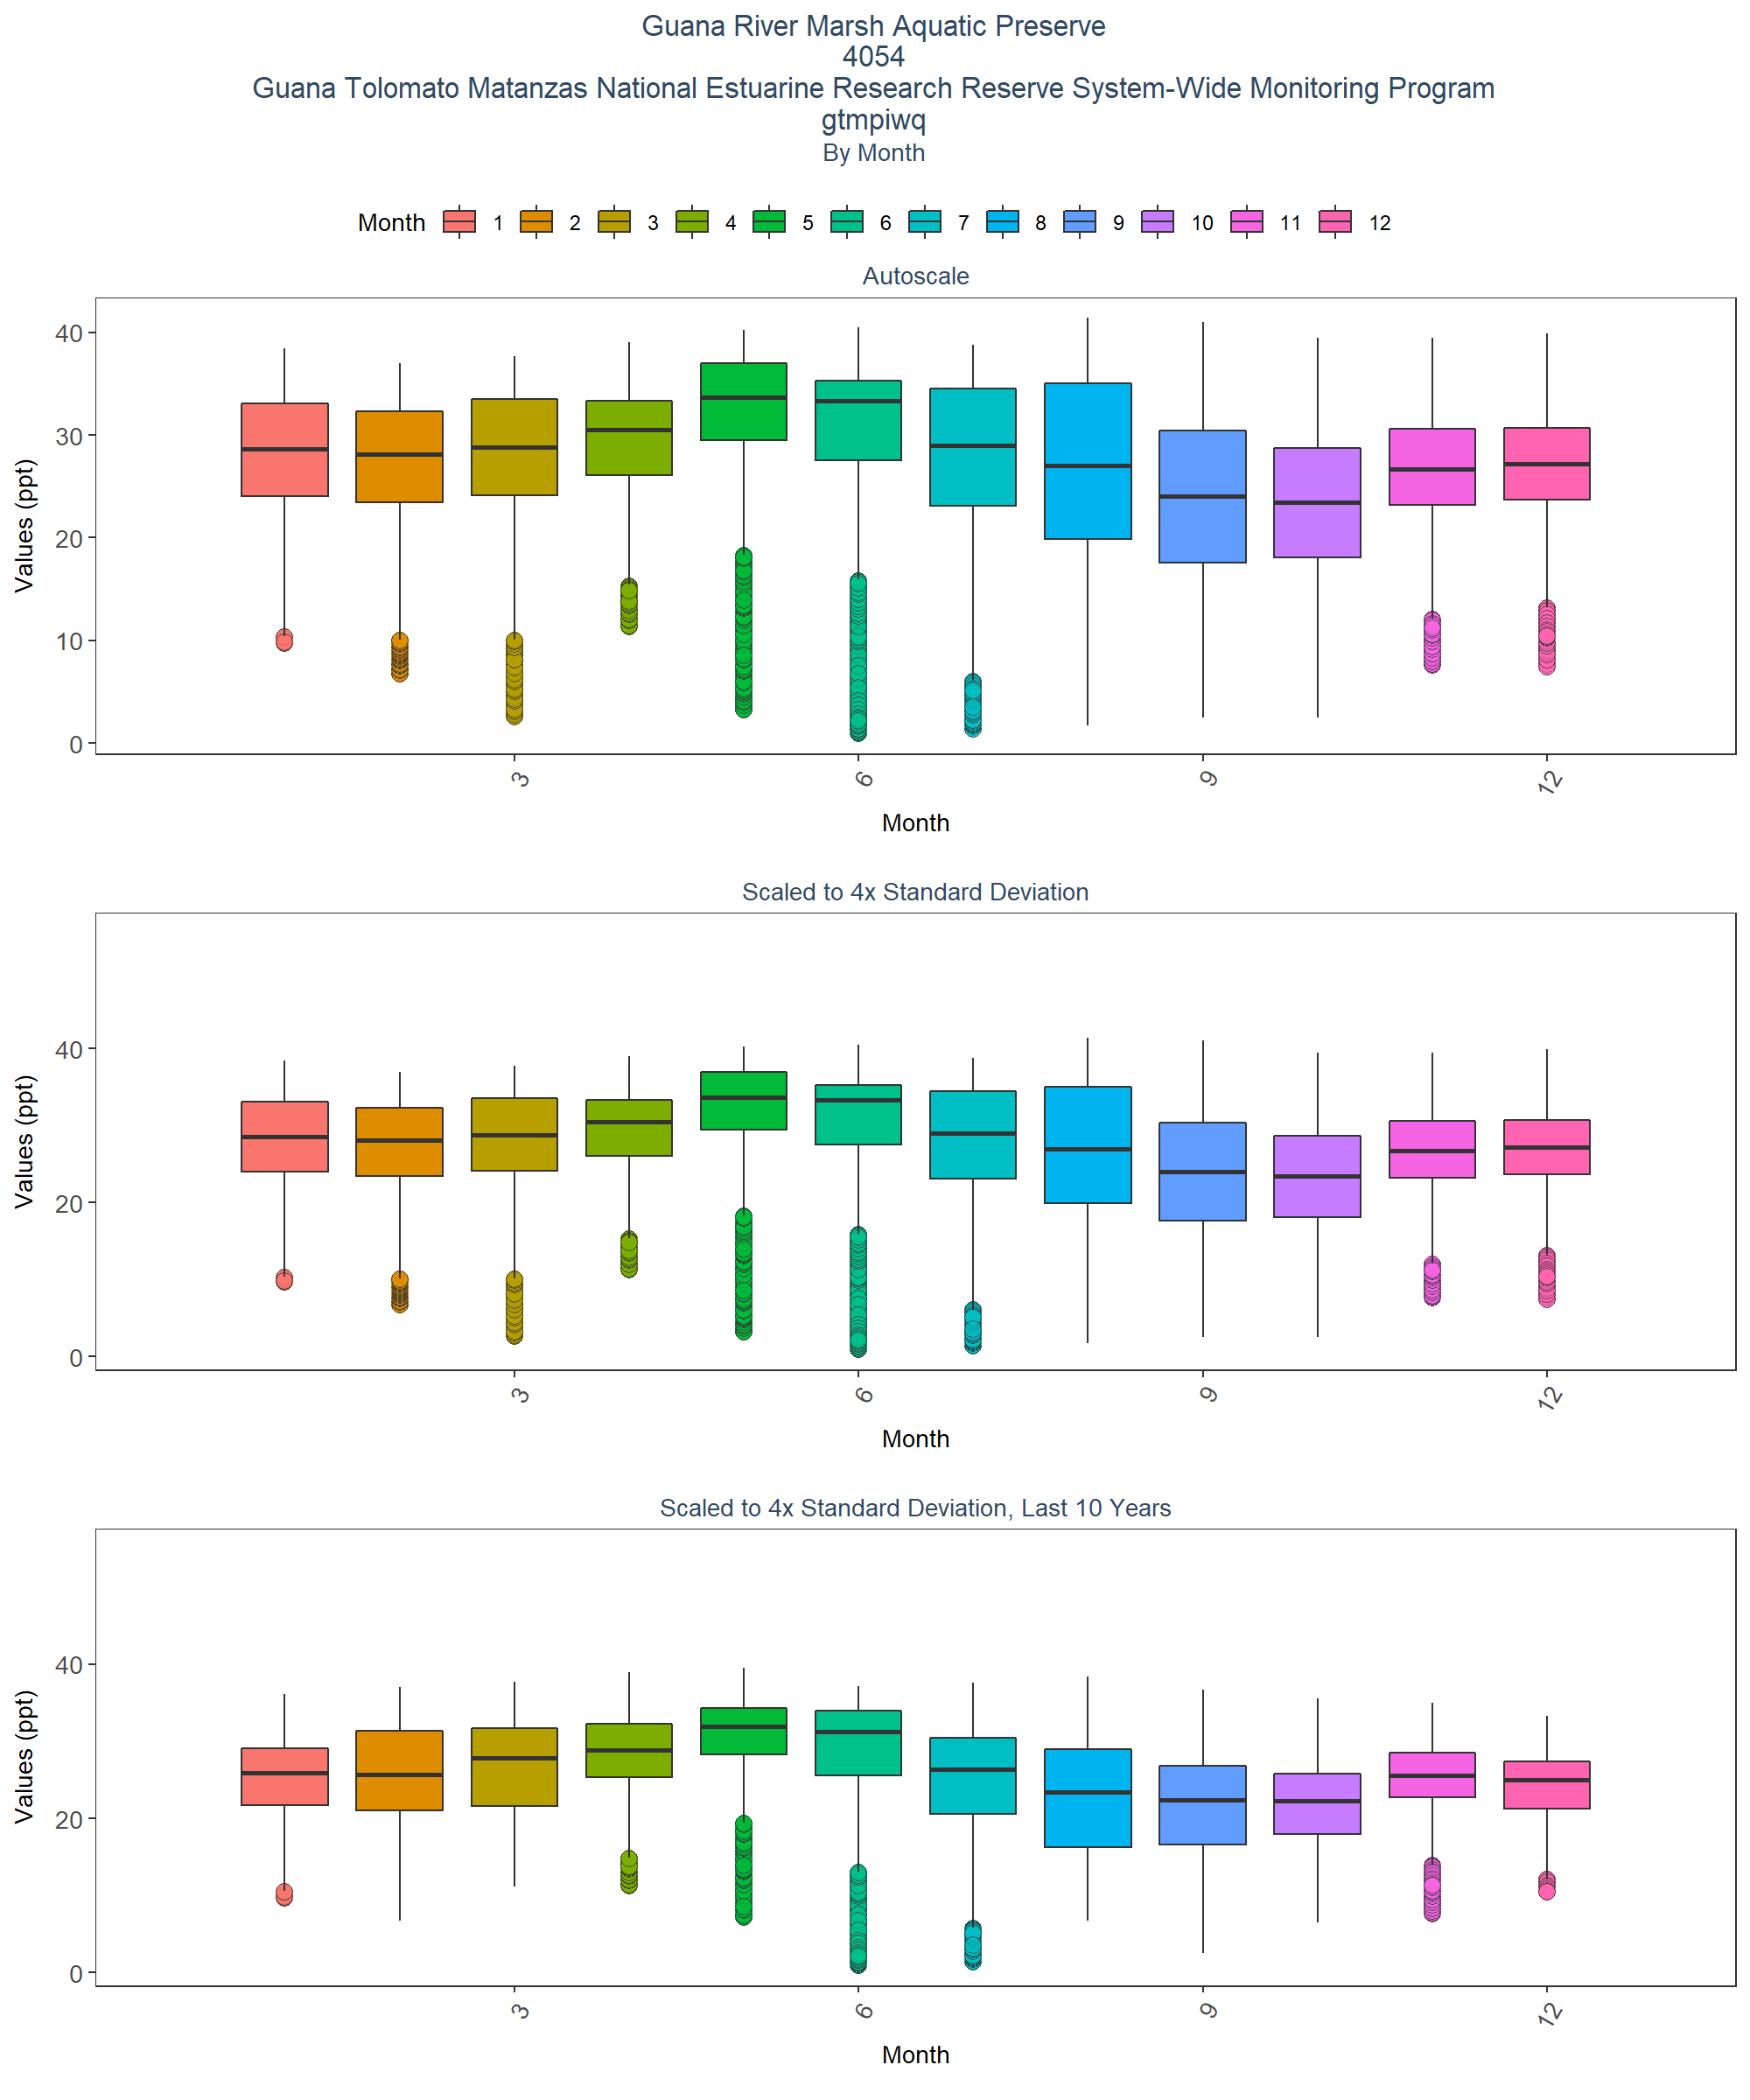 Guana River Marsh Aquatic Preserve
4054
Guana Tolomato Matanzas National Estuarine Research Reserve System-Wide Monitoring Program
gtmpiwq
By Month
Month 1 2 3 4 5 6 7 8 9 10 11 12
Autoscale
Values (ppt)
40
30
20
10
0
3 6 9 12
Month
Scaled to 4x Standard Deviation
Values (ppt)
40
20
0
3 6 9 12
Month
Scaled to 4x Standard Deviation, Last 10 Years
Values (ppt)
40
20
0
3 6 9 12
Month